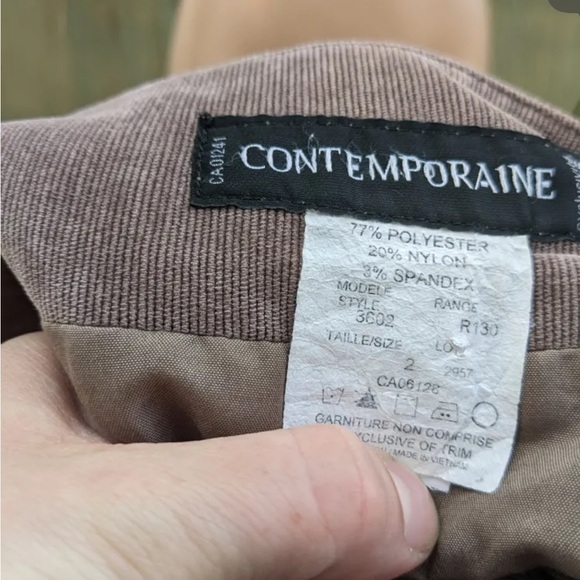 CA01241
CONTEMPORAINE
77% POLYESTER
20% NYLON
3% SPANDEX
MODELE RANGE
STYLE
3602 R130
TAILLE/SIZE LOT
2 2957
CA06126
GARNITURE NON COMPRISE
EXCLUSIVE OF TRIM
MADE IN VIETNAM